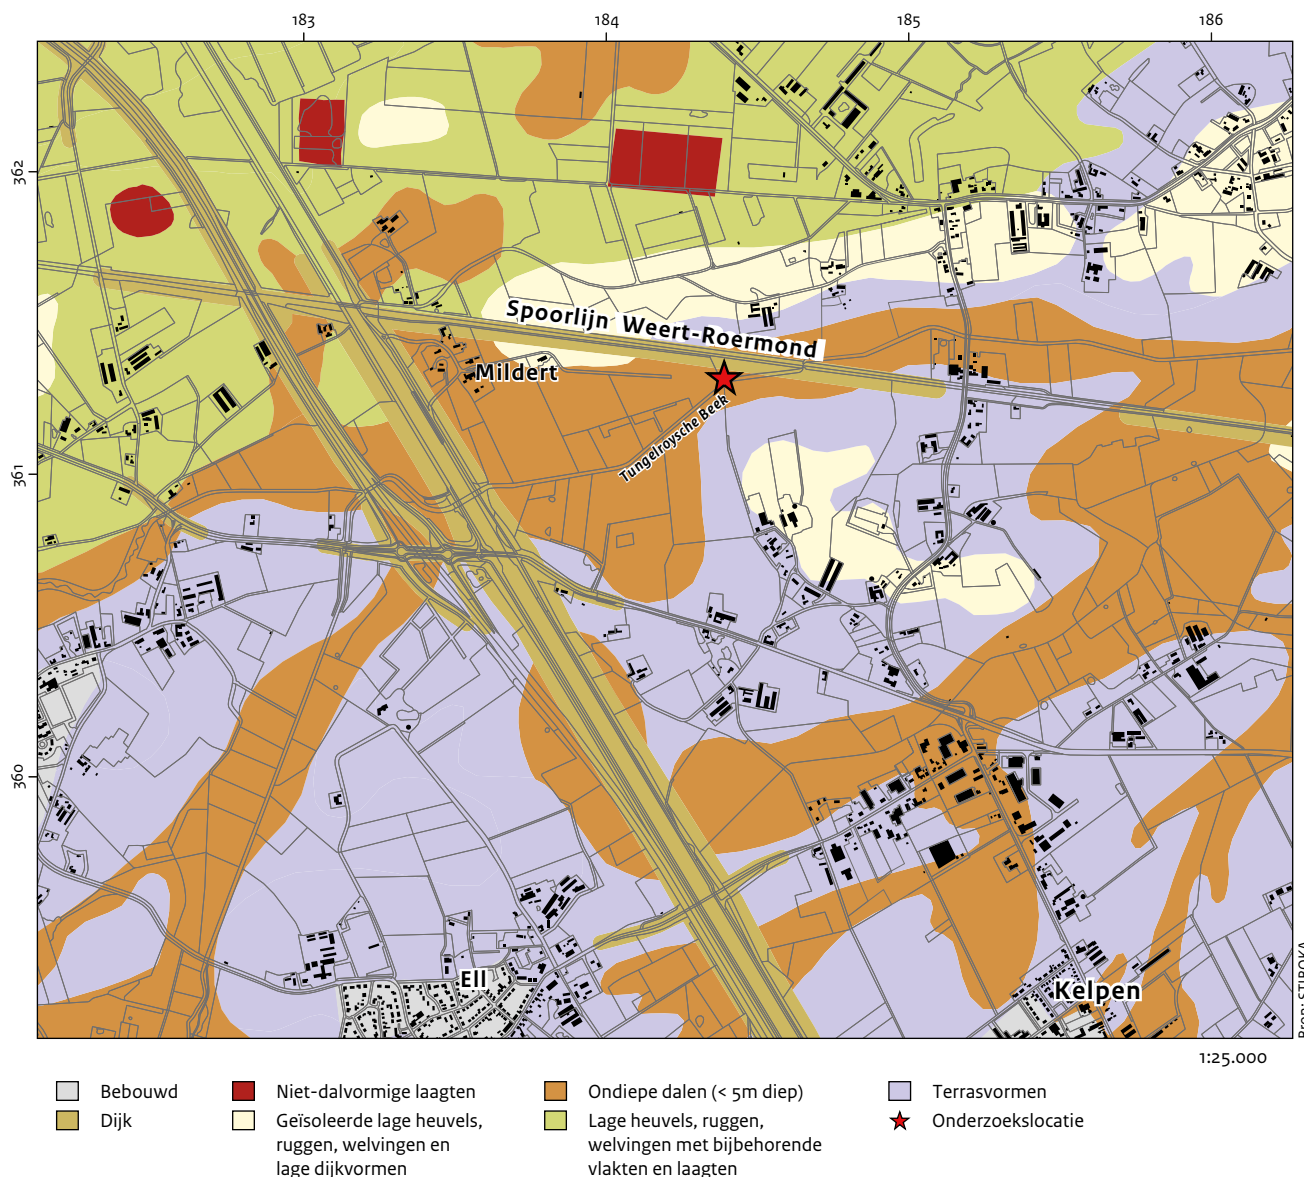 183
184
185
186
362
361
360
Spoorlijn Weert-Roermond
Mildert
Tungelroysche Beek
Ell
Kelpen
Bron: STIBOKA
1:25.000
Bebouwd
Dijk
Niet-dalvormige laagten
Geïsoleerde lage heuvels,
ruggen, welvingen en
lage dijkvormen
Ondiepe dalen (< 5m diep)
Lage heuvels, ruggen,
welvingen met bijbehorende
vlakten en laagten
Terrasvormen
Onderzoekslocatie